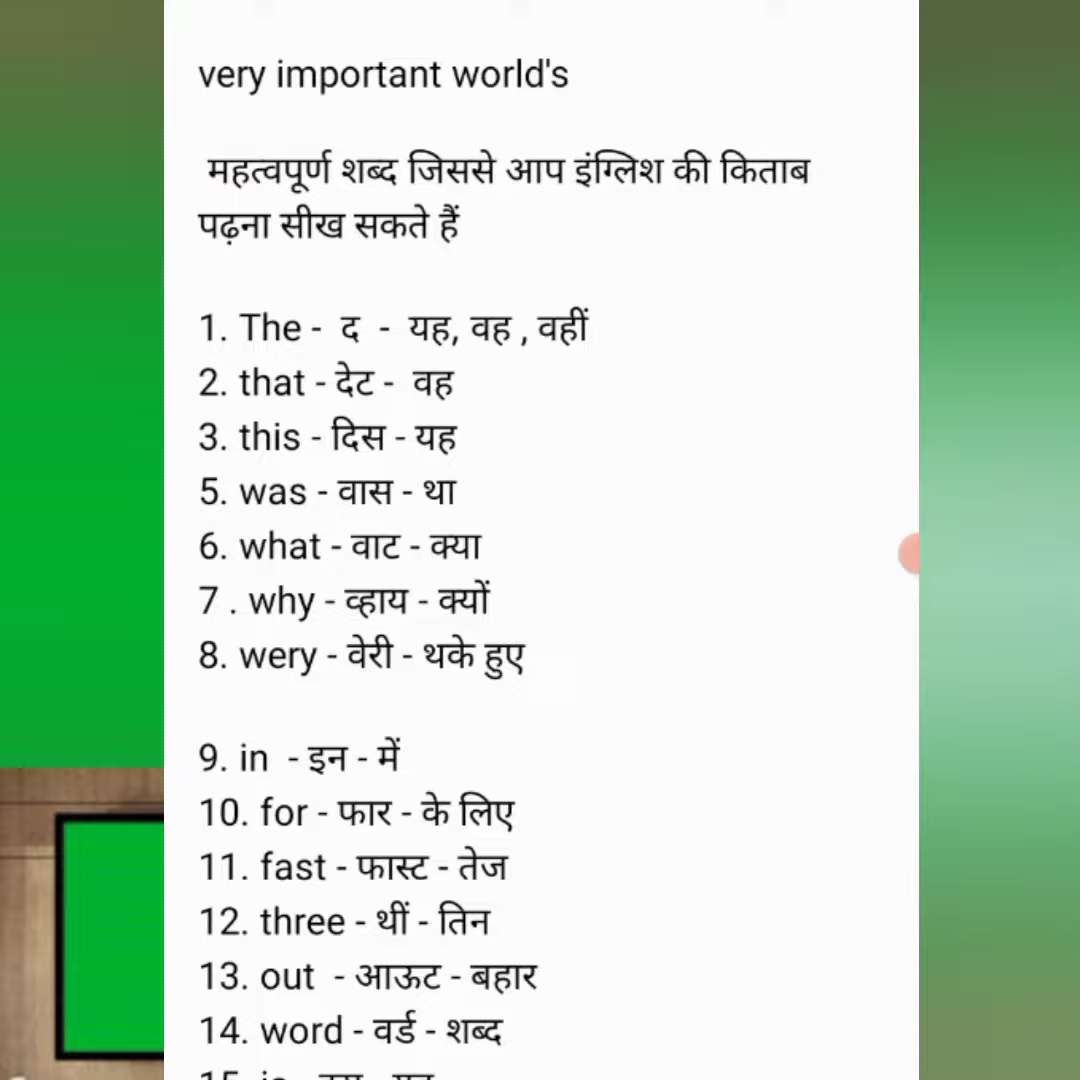 very important world's
महत्वपूर्ण शब्द जिससे आप इंग्लिश की किताब
पढ़ना सीख सकते हैं
1. The - द - यह, वह , वहीं
2. that - देट - वह
3. this - दिस - यह
5. was - वास - था
6. what - वाट - क्या
7 . why - व्हाय - क्यों
8. wery - वेरी - थके हुए
9. in - इन - में
10. for - फार - के लिए
11. fast - फास्ट - तेज
12. three - थीं - तिन
13. out - आऊट - बहार
14. word - वर्ड - शब्द